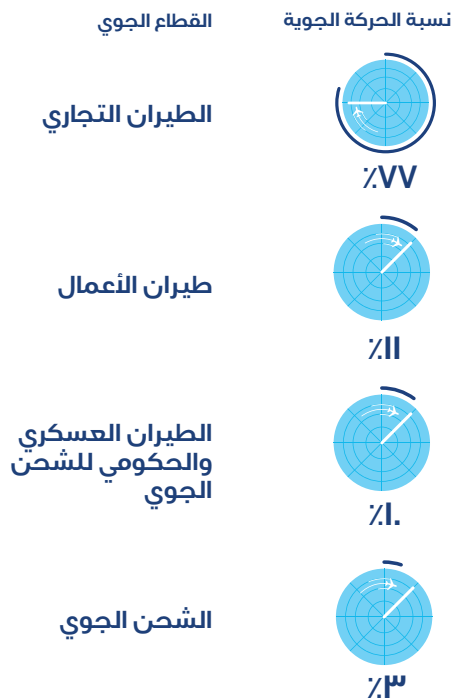 نسبة الحركة الجوية
القطاع الجوي
٪٧٧
الطيران التجاري
٪١١
طيران الأعمال
٪١٠
الطيران العسكري
والحكومي للشحن
الجوي
٪٣
الشحن الجوي